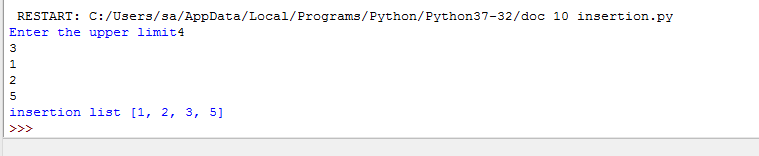 RESTART: C:/Users/sa/AppData/Local/Programs/Python/Python37-32/doc 10 insertion.py
Enter the upper limit4
3
1
2
5
insertion list [1, 2, 3, 5]
>>>